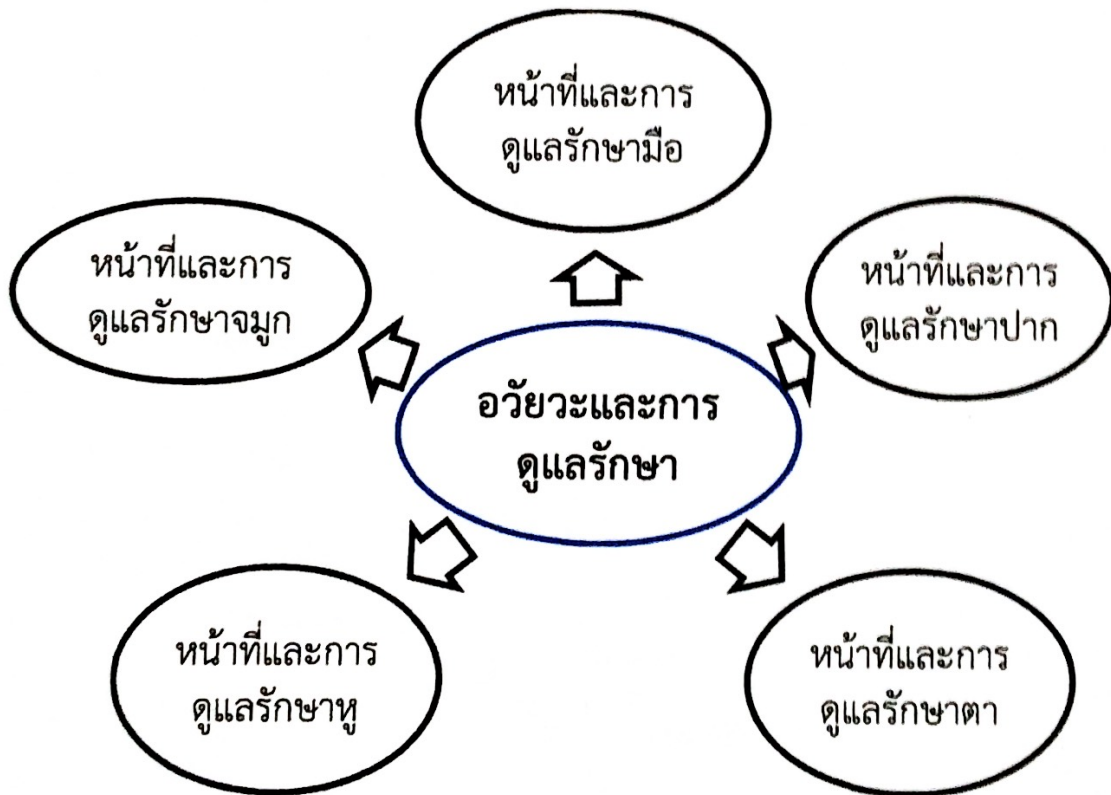 หน้าที่และการ
ดูแลรักษามือ
หน้าที่และการ
ดูแลรักษาจมูก
หน้าที่และการ
ดูแลรักษาปาก
อวัยวะและการ
ดูแลรักษา
หน้าที่และการ
ดูแลรักษาหู
หน้าที่และการ
ดูแลรักษาตา